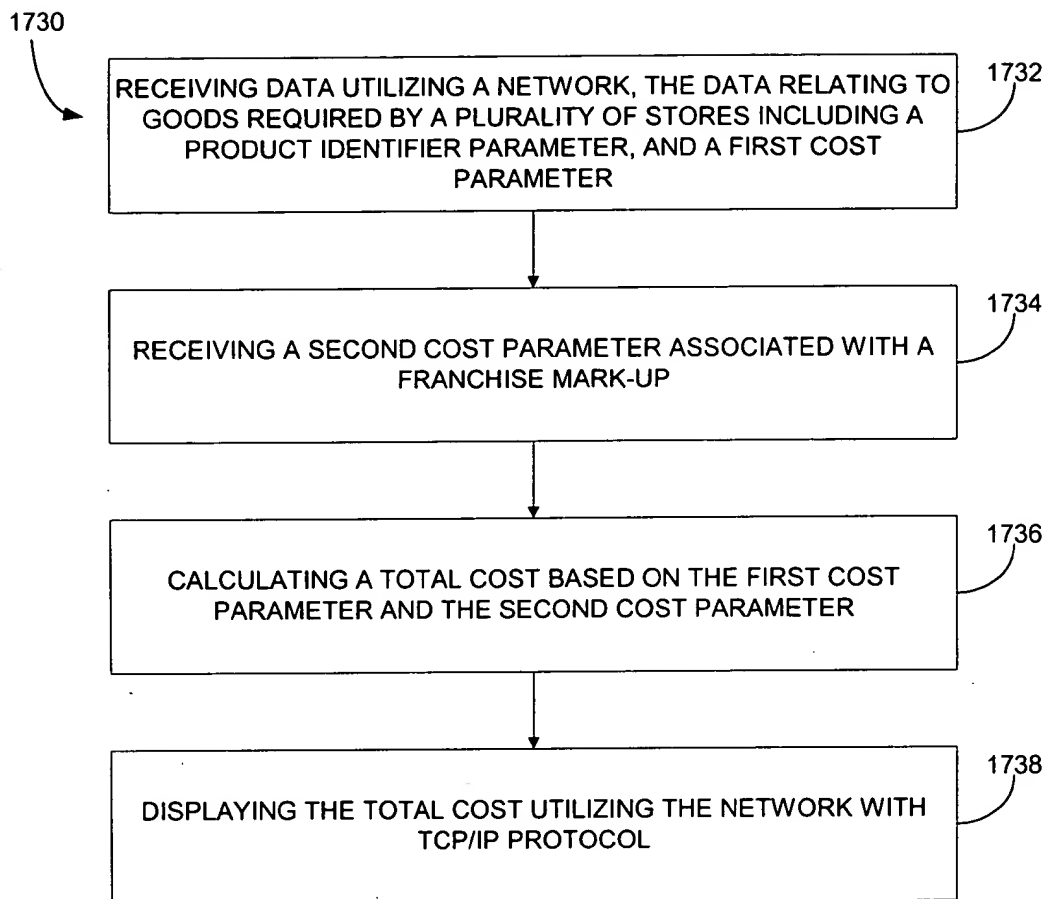 1730
RECEIVING DATA UTILIZING A NETWORK, THE DATA RELATING TO
GOODS REQUIRED BY A PLURALITY OF STORES INCLUDING A
PRODUCT IDENTIFIER PARAMETER, AND A FIRST COST
PARAMETER
1732
RECEIVING A SECOND COST PARAMETER ASSOCIATED WITH A
FRANCHISE MARK-UP
1734
CALCULATING A TOTAL COST BASED ON THE FIRST COST
PARAMETER AND THE SECOND COST PARAMETER
1736
DISPLAYING THE TOTAL COST UTILIZING THE NETWORK WITH
TCP/IP PROTOCOL
1738